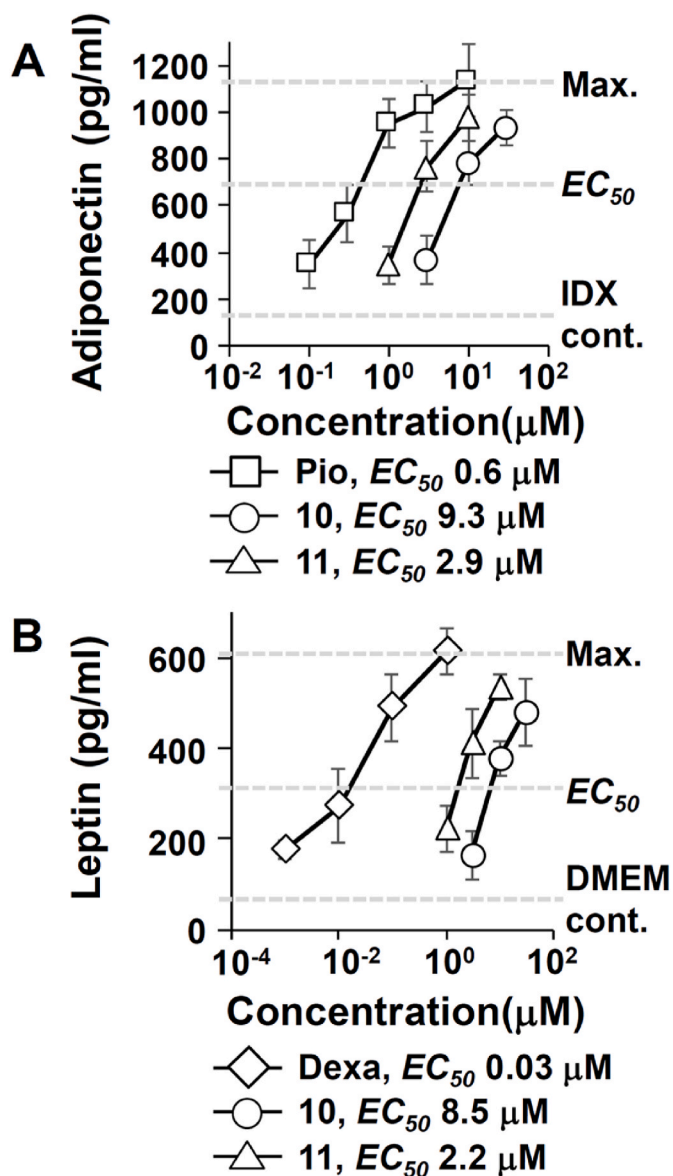 A
Adiponectin (pg/ml)
1200
1000
800
600
400
200
0
Max.
EC50
IDX
cont.
10-2 10-1 100 101 102
Concentration(μM)
Pio, EC50 0.6 μM
10, EC50 9.3 μM
11, EC50 2.9 μM
B
Leptin (pg/ml)
600
400
200
0
Max.
EC50
DMEM
cont.
10-4 10-2 100 102
Concentration(μM)
Dexa, EC50 0.03 μM
10, EC50 8.5 μM
11, EC50 2.2 μM